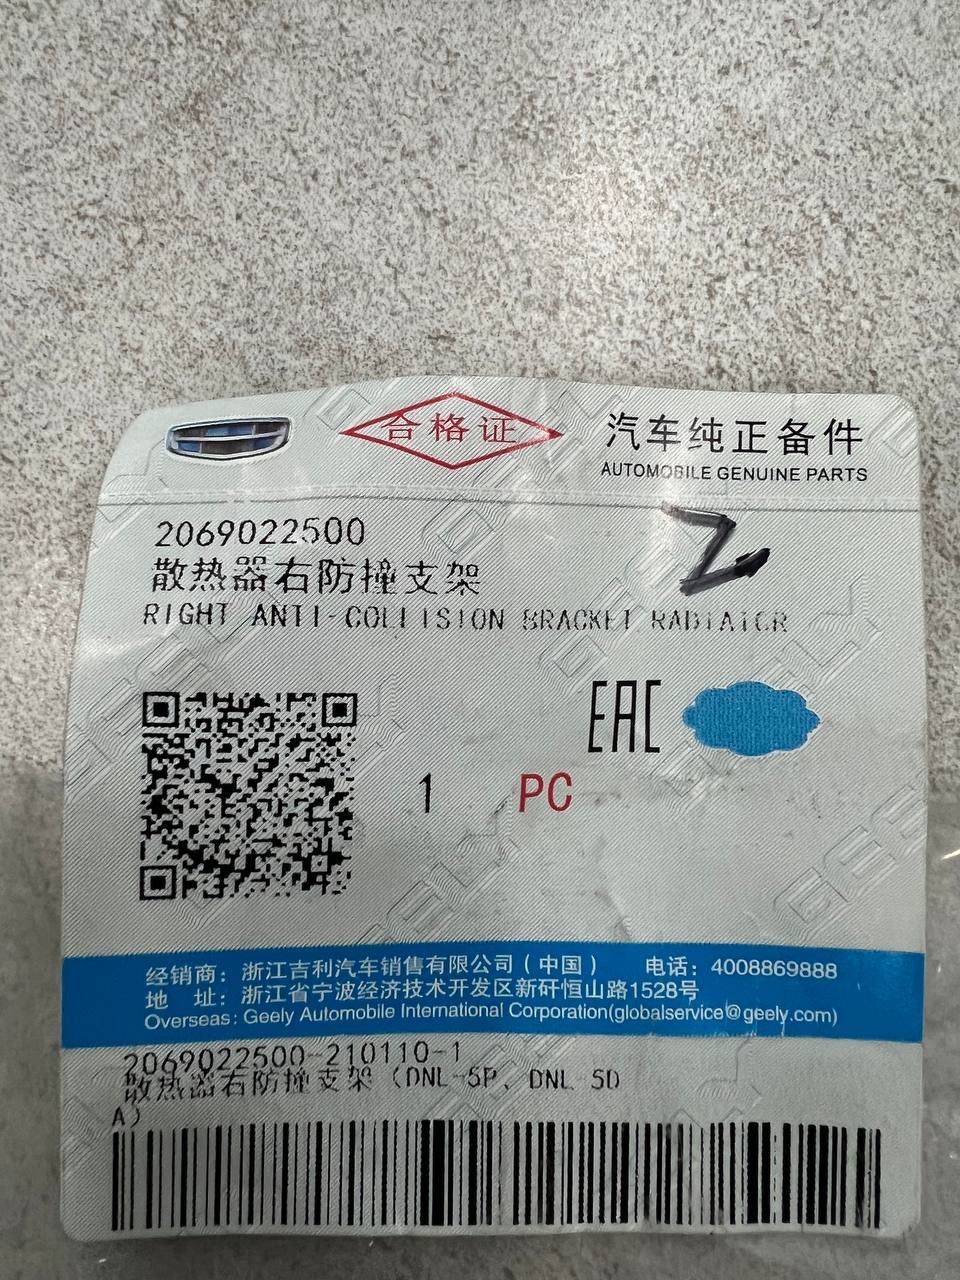 合格证
汽车纯正备件
AUTOMOBILE GENUINE PARTS
2069022500
Z
散热器右防撞支架
RIGHT ANTI-COLLISION BRACKET RADIATOR
EAC
1 PC
经销商：浙江吉利汽车销售有限公司（中国） 电话：4008869888
地 址：浙江省宁波经济技术开发区新矸恒山路1528号
Overseas: Geely Automobile International Corporation(globalservice@geely.com)
2069022500-210110-1
散热器右防撞支架（DNL-5P、DNL-5D
A）